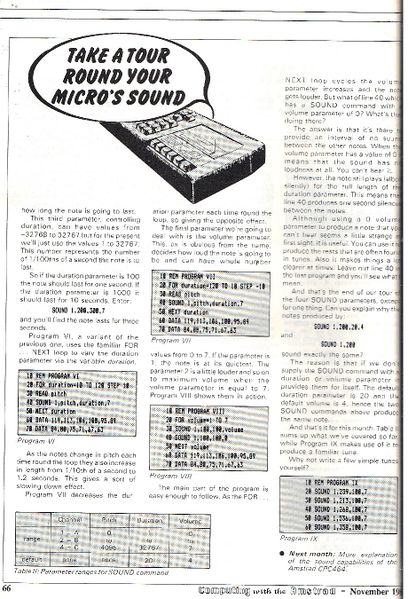 TAKE A TOUR
ROUND YOUR
MICRO'S SOUND
how long the note is going to last.
This third parameter, controlling
duration, can have values from
-32768 to 32767 but for the present
we'll just use the values 1 to 32767.
This number represents the number
of 1/100ths of a second the note is to
last.
So if the duration parameter is 100
the note should last for one second. If
the duration parameter is 1000 it
should last for 10 seconds. Enter:
SOUND 1,200,300,7
and you'll find the note lasts for three
seconds.
Program VI, a variant of the
previous one, uses the familiar FOR
NEXT loop to vary the duration
parameter via the variable duration.
10 REM PROGRAM VI
20 FOR duration=10 TO 120 STEP 10
30 READ pitch
40 SOUND 1,pitch,duration,7
50 NEXT duration
60 DATA 119,113,106,100,95,89
70 DATA 84,80,75,71,67,63
Program VI
As the notes change in pitch each
time round the loop they also increase
in length from 1/10th of a second to
1.2 seconds. This gives a sort of
slowing down effect.
Program VII decreases the dur
ation parameter each time round the
loop, so giving the opposite effect.
The final parameter we're going to
deal with is the volume parameter.
This, as is obvious from the name,
decides how loud the note is going to
be and can have whole number
10 REM PROGRAM VII
20 FOR duration=120 TO 10 STEP -10
30 READ pitch
40 SOUND 1,pitch,duration,7
50 NEXT duration
60 DATA 119,113,106,100,95,89
70 DATA 84,80,75,71,67,63
Program VII
values from 0 to 7. If the parameter is
1, the note is at its quietest. The
parameter 2 is a little louder and so on
to maximum volume when the
volume parameter is equal to 7.
Program VIII shows them in action.
10 REM PROGRAM VIII
20 FOR volume=1 TO 7
30 SOUND 1,100,100,volume
40 SOUND 1,100,100,0
50 NEXT volume
60 DATA 119,113,106,100,95,89
70 DATA 84,80,75,71,67,63
Program VIII
The main part of the program is
easy enough to follow. As the FOR
NEXT loop cycles the volume
parameter increases and the note
gets louder. But what of line 40 which
has a SOUND command with a
volume parameter of 0? What's that
doing there?
The answer is that it's there to
provide an interval of no sound
between the other notes. When the
volume parameter has a value of 0 it
means that the sound has no
loudness at all. You can't hear it.
However, the note still plays (albeit
silently) for the full length of the
duration parameter. This means that
line 40 produces one second silences
between the notes.
Although using a 0 volume
parameter to produce a note that you
can't hear seems a little strange at
first sight, it is useful. You can use it to
produce the rests that are often found
in tunes. Also it makes things a lot
clearer at times. Leave out line 40 in
the last program and you'll see what I
mean.
And that's the end of our tour of
the four SOUND parameters, except
for one thing. Can you explain why the
notes produced by:
SOUND 1,200,20,4
and
SOUND 1,200
sound exactly the same?
The reason is that if we don't
supply the SOUND command with a
duration or volume parameter it
provides them for itself. The default
duration parameter is 20 and the
default volume is 4, hence the two
SOUND commands above produce
the same note.
And that's it for this month. Table II
sums up what we've covered so far
while Program IX makes use of it to
produce a familiar tune.
Why not write a few simple tunes
yourself?
10 REM PROGRAM IX
20 SOUND 1,239,100,7
30 SOUND 1,213,100,7
40 SOUND 1,268,100,7
50 SOUND 1,536,100,7
60 SOUND 1,358,100,7
Program IX
● Next month: More explanation
of the sound capabilities of the
Amstrad CPC464.
Channel Pitch Duration Volume
range
4095 32767 7
default 20 4
Table II: Parameter ranges for SOUND command
66
Computing with the Amstrad – November 19